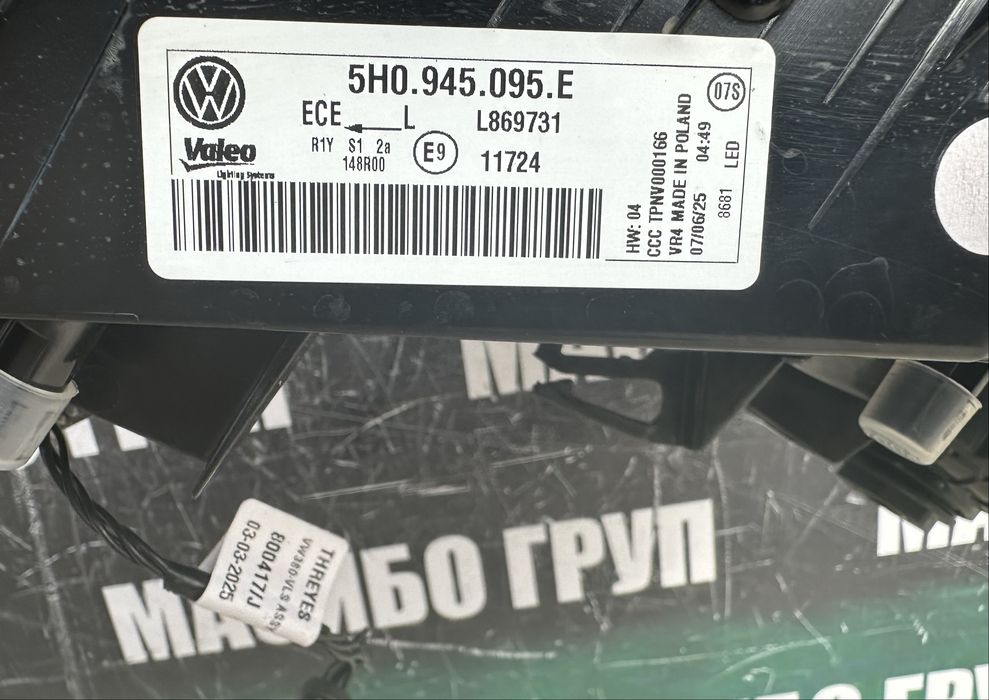 5H0.945.095.E
ECE L L869731
R1Y S1 2a
148R00
E9 11724
Valeo
Lighting Systems
HW: 04
CCC TPNV000166
VR4 MADE IN POLAND
07/06/25 04:49
8681 LED
07S
THREYES
VW380-VLS ASSY
8004177/J
03-03-2025
МАСИМБО ГРУП